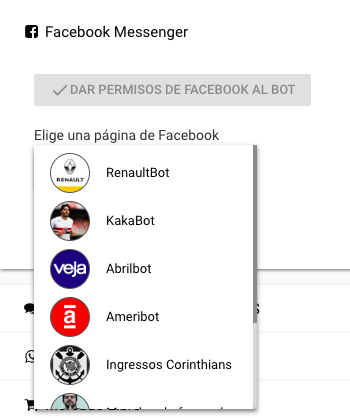 Facebook Messenger
DAR PERMISOS DE FACEBOOK AL BOT
Elige una página de Facebook
RENAULT
RenaultBot
KakaBot
veja
Abrilbot
a
Ameribot
Ingressos Corinthians